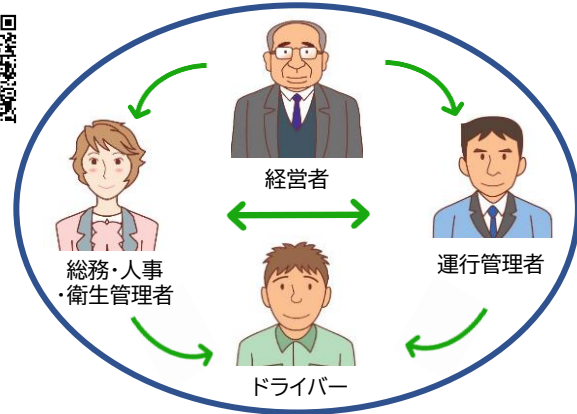 経営者
総務・人事
・衛生管理者
運行管理者
ドライバー